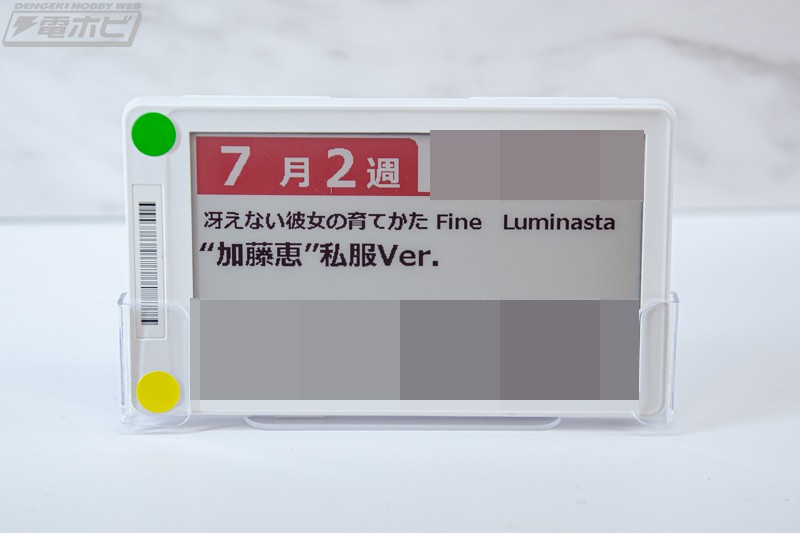 DENGEKI HOBBY WEB
電ホビ
7月2週
冴えない彼女の育てかた Fine　Luminasta
“加藤恵”私服Ver.